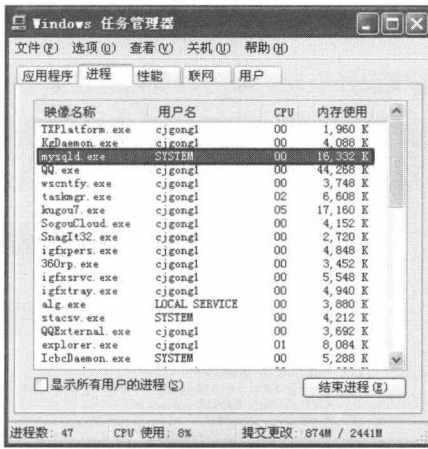 Windows 任务管理器
文件(F) 选项(O) 查看(V) 关机(U) 帮助(H)
应用程序 进程 性能 联网 用户
映像名称 用户名 CPU 内存使用
TXPlatform.exe cjgong1 00 1,960 K
KgDaemon.exe cjgong1 00 4,088 K
mysqld.exe SYSTEM 00 16,332 K
QQ.exe cjgong1 00 44,268 K
wscntfy.exe cjgong1 00 3,748 K
taskmgr.exe cjgong1 02 6,608 K
kugou7.exe cjgong1 05 17,160 K
SogouCloud.exe cjgong1 00 4,152 K
SnagIt32.exe cjgong1 00 2,720 K
igfxpers.exe cjgong1 00 4,848 K
360rp.exe cjgong1 00 3,452 K
igfxsrvc.exe cjgong1 00 5,548 K
igfxtray.exe cjgong1 00 4,940 K
alg.exe LOCAL SERVICE 00 3,880 K
stacsv.exe SYSTEM 00 4,212 K
QQExternal.exe cjgong1 00 3,692 K
explorer.exe cjgong1 01 8,084 K
IcbcDaemon.exe SYSTEM 00 5,288 K
显示所有用户的进程(S) 结束进程(E)
进程数: 47 CPU 使用: 8% 提交更改: 874M / 2441M